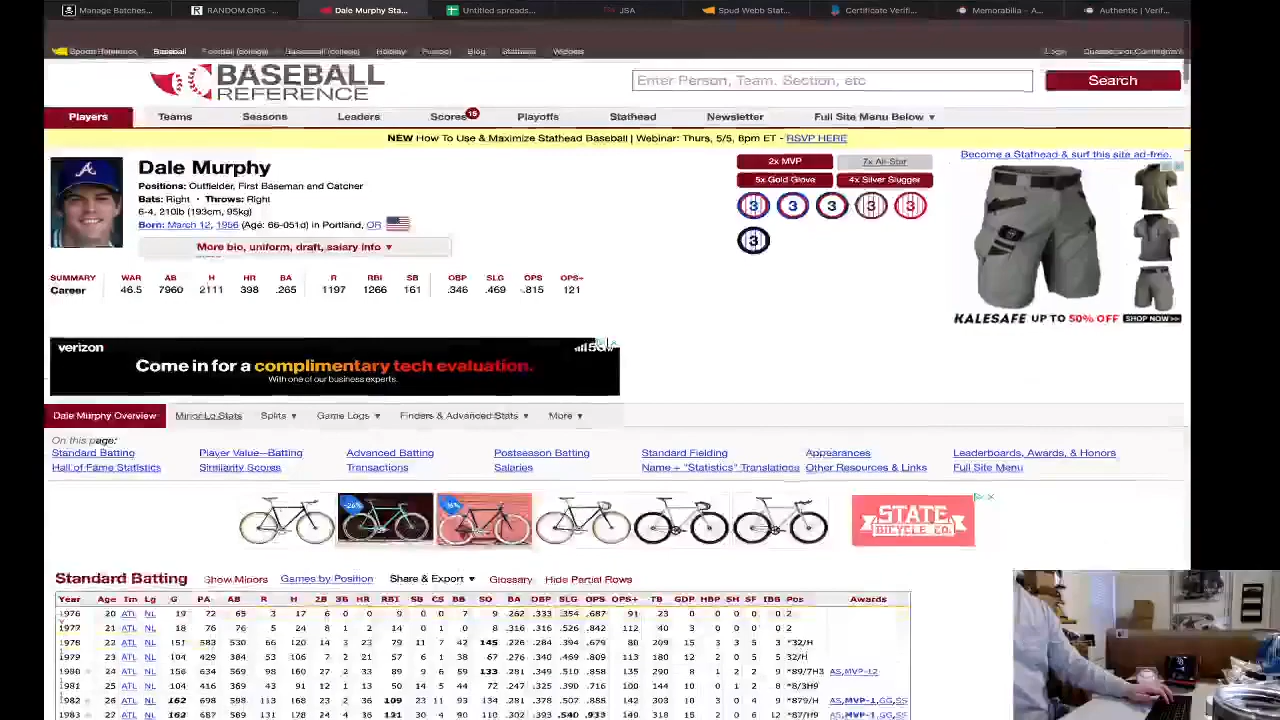 Manage Batches...
RANDOM.ORG -...
Dale Murphy Sta...
Untitled spreads...
JSA
Spud Webb Stat...
Certificate Verifi...
Memorabilia – A...
Authentic | Verif...
Sports Reference Baseball Football (college) Basketball (college) Hockey Blog Stathead Widgets Login
BASEBALL REFERENCE
Enter Person, Team, Section, etc
Search
Players Teams Seasons Leaders Scores 15 Playoffs Stathead Newsletter Full Site Menu Below ▼
NEW How To Use & Maximize Stathead Baseball | Webinar: Thurs, 5/5, 8pm ET - RSVP HERE
Dale Murphy
Positions: Outfielder, First Baseman and Catcher
Bats: Right • Throws: Right
6-4, 210lb (193cm, 95kg)
Born: March 12, 1956 (Age: 66-051d) in Portland, OR
More bio, uniform, draft, salary info ▼
2x MVP 7x All-Star
5x Gold Glove 4x Silver Slugger
3 3 3 3 3
3
Become a Stathead & surf this site ad-free.
KALESAFE UP TO 50% OFF SHOP NOW >>
SUMMARY WAR AB H HR BA R RBI SB OBP SLG OPS OPS+
Career 46.5 7960 2111 398 .265 1197 1266 161 .346 .469 .815 121
verizon
Come in for a complimentary tech evaluation.
With one of our business experts.
Dale Murphy Overview Minor Lg Stats Splits ▼ Game Logs ▼ Finders & Advanced Stats ▼ More ▼
On this page:
Standard Batting Player Value—Batting Advanced Batting Postseason Batting Standard Fielding Appearances Leaderboards, Awards, & Honors
Hall of Fame Statistics Similarity Scores Transactions Salaries Name + "Statistics" Translations Other Resources & Links Full Site Menu
STATE
BICYCLE CO.
Standard Batting Show Minors Games by Position Share & Export ▼ Glossary Hide Partial Rows
Year Age Tm Lg G PA AB R H 2B 3B HR RBI SB CS BB SO BA OBP SLG OPS OPS+ TB GDP HBP SH SF IBB Pos Awards
1976 20 ATL NL 19 72 65 3 17 6 0 0 9 0 0 7 9 .262 .333 .354 .687 91 23 0 0 0 0 0 2
1977 21 ATL NL 18 76 76 5 24 8 1 2 14 0 1 0 8 .316 .316 .526 .842 112 40 3 0 0 0 0 2
1978 22 ATL NL 151 583 530 66 120 14 3 23 79 11 7 42 145 .226 .284 .394 .679 80 209 15 3 3 5 3 *32/H
1979 23 ATL NL 104 429 384 53 106 7 2 21 57 6 1 38 67 .276 .340 .469 .809 113 180 12 2 0 5 5 32/H
1980 24 ATL NL 156 634 569 98 160 27 2 33 89 9 6 59 133 .281 .349 .510 .858 135 290 8 1 2 3 9 *89/7H3 AS,MVP-12
1981 25 ATL NL 104 416 369 43 91 12 1 13 50 14 5 44 72 .247 .325 .390 .716 100 144 10 0 1 2 8 *8/3H9
1982 26 ATL NL 162 698 598 113 168 23 2 36 109 23 11 93 134 .281 .378 .507 .885 142 303 10 3 0 4 9 *879/H AS,MVP-1,GG,SS
1983 27 ATL NL 162 687 589 131 178 24 4 36 121 30 4 90 110 .302 .393 .540 .933 149 318 15 2 0 6 12 *87/H9 AS,MVP-1,GG,SS